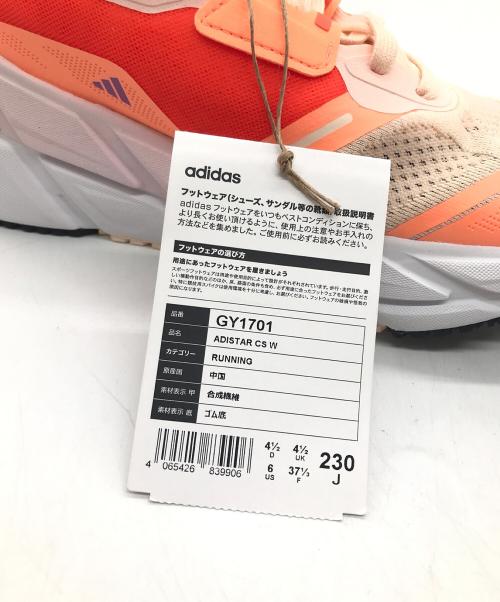 adidas
フットウェア(シューズ、サンダル等の靴類)取扱説明書
adidas フットウェアをいつもベストコンディションに保ち、
より長くお使い頂けるように、使用上の注意やお手入れの
方法などを集めました。ご使用前に必ずお読みください。
フットウェアの選び方
用途にあったフットウェアを履きましょう
品番 GY1701
品名 ADISTAR CS W
カテゴリー RUNNING
原産国 中国
素材表示 甲 合成繊維
素材表示 底 ゴム底
4½ D 4½ UK
6 US 37⅓ F
230 J
4 065426 839906